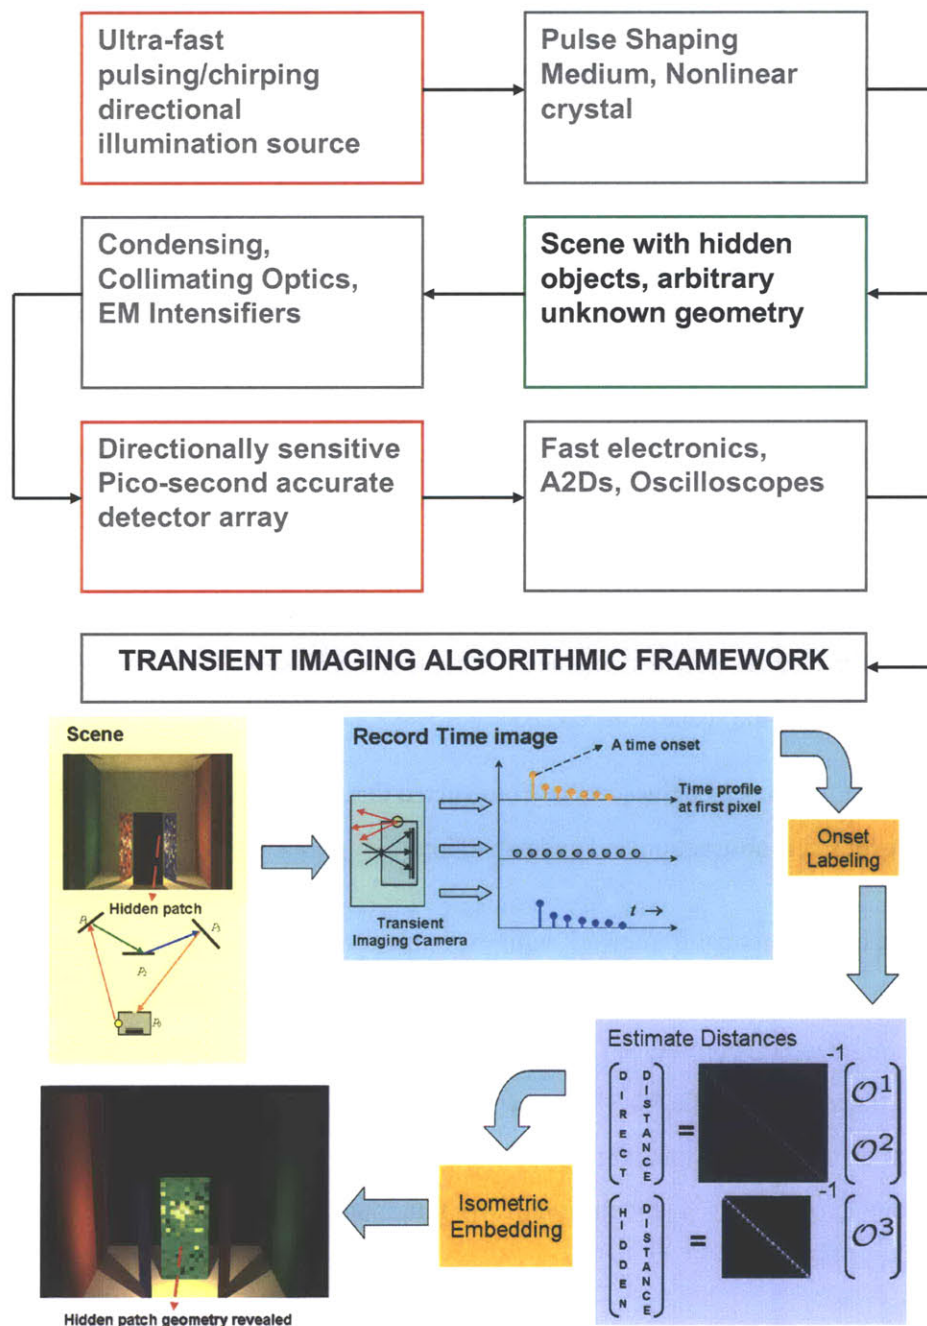 Ultra-fast
pulsing/chirping
directional
illumination source
Pulse Shaping
Medium, Nonlinear
crystal
Condensing,
Collimating Optics,
EM Intensifiers
Scene with hidden
objects, arbitrary
unknown geometry
Directionally sensitive
Pico-second accurate
detector array
Fast electronics,
A2Ds, Oscilloscopes
TRANSIENT IMAGING ALGORITHMIC FRAMEWORK
Scene
Hidden patch
P₂
P₀
Record Time image
A time onset
Time profile
at first pixel
t →
Transient
Imaging Camera
Onset
Labeling
Estimate Distances
DIRECT DISTANCE = -1 O1
O2
HIDDEN DISTANCE = -1 O3
Isometric
Embedding
Hidden patch geometry revealed